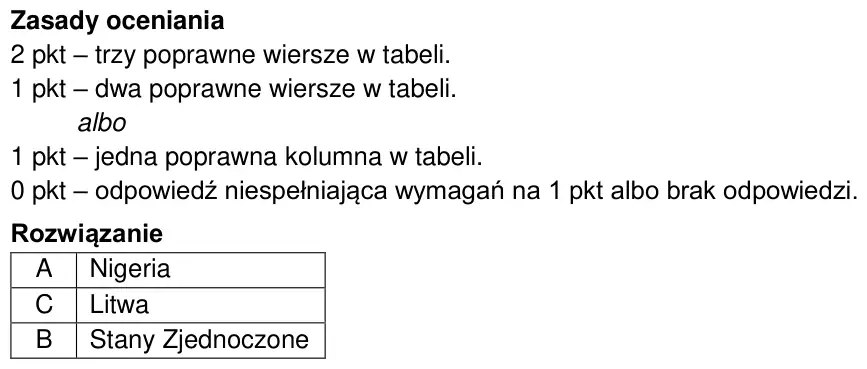 Zasady oceniania
2 pkt – trzy poprawne wiersze w tabeli.
1 pkt – dwa poprawne wiersze w tabeli.
albo
1 pkt – jedna poprawna kolumna w tabeli.
0 pkt – odpowiedź niespełniająca wymagań na 1 pkt albo brak odpowiedzi.
Rozwiązanie
A Nigeria
C Litwa
B Stany Zjednoczone